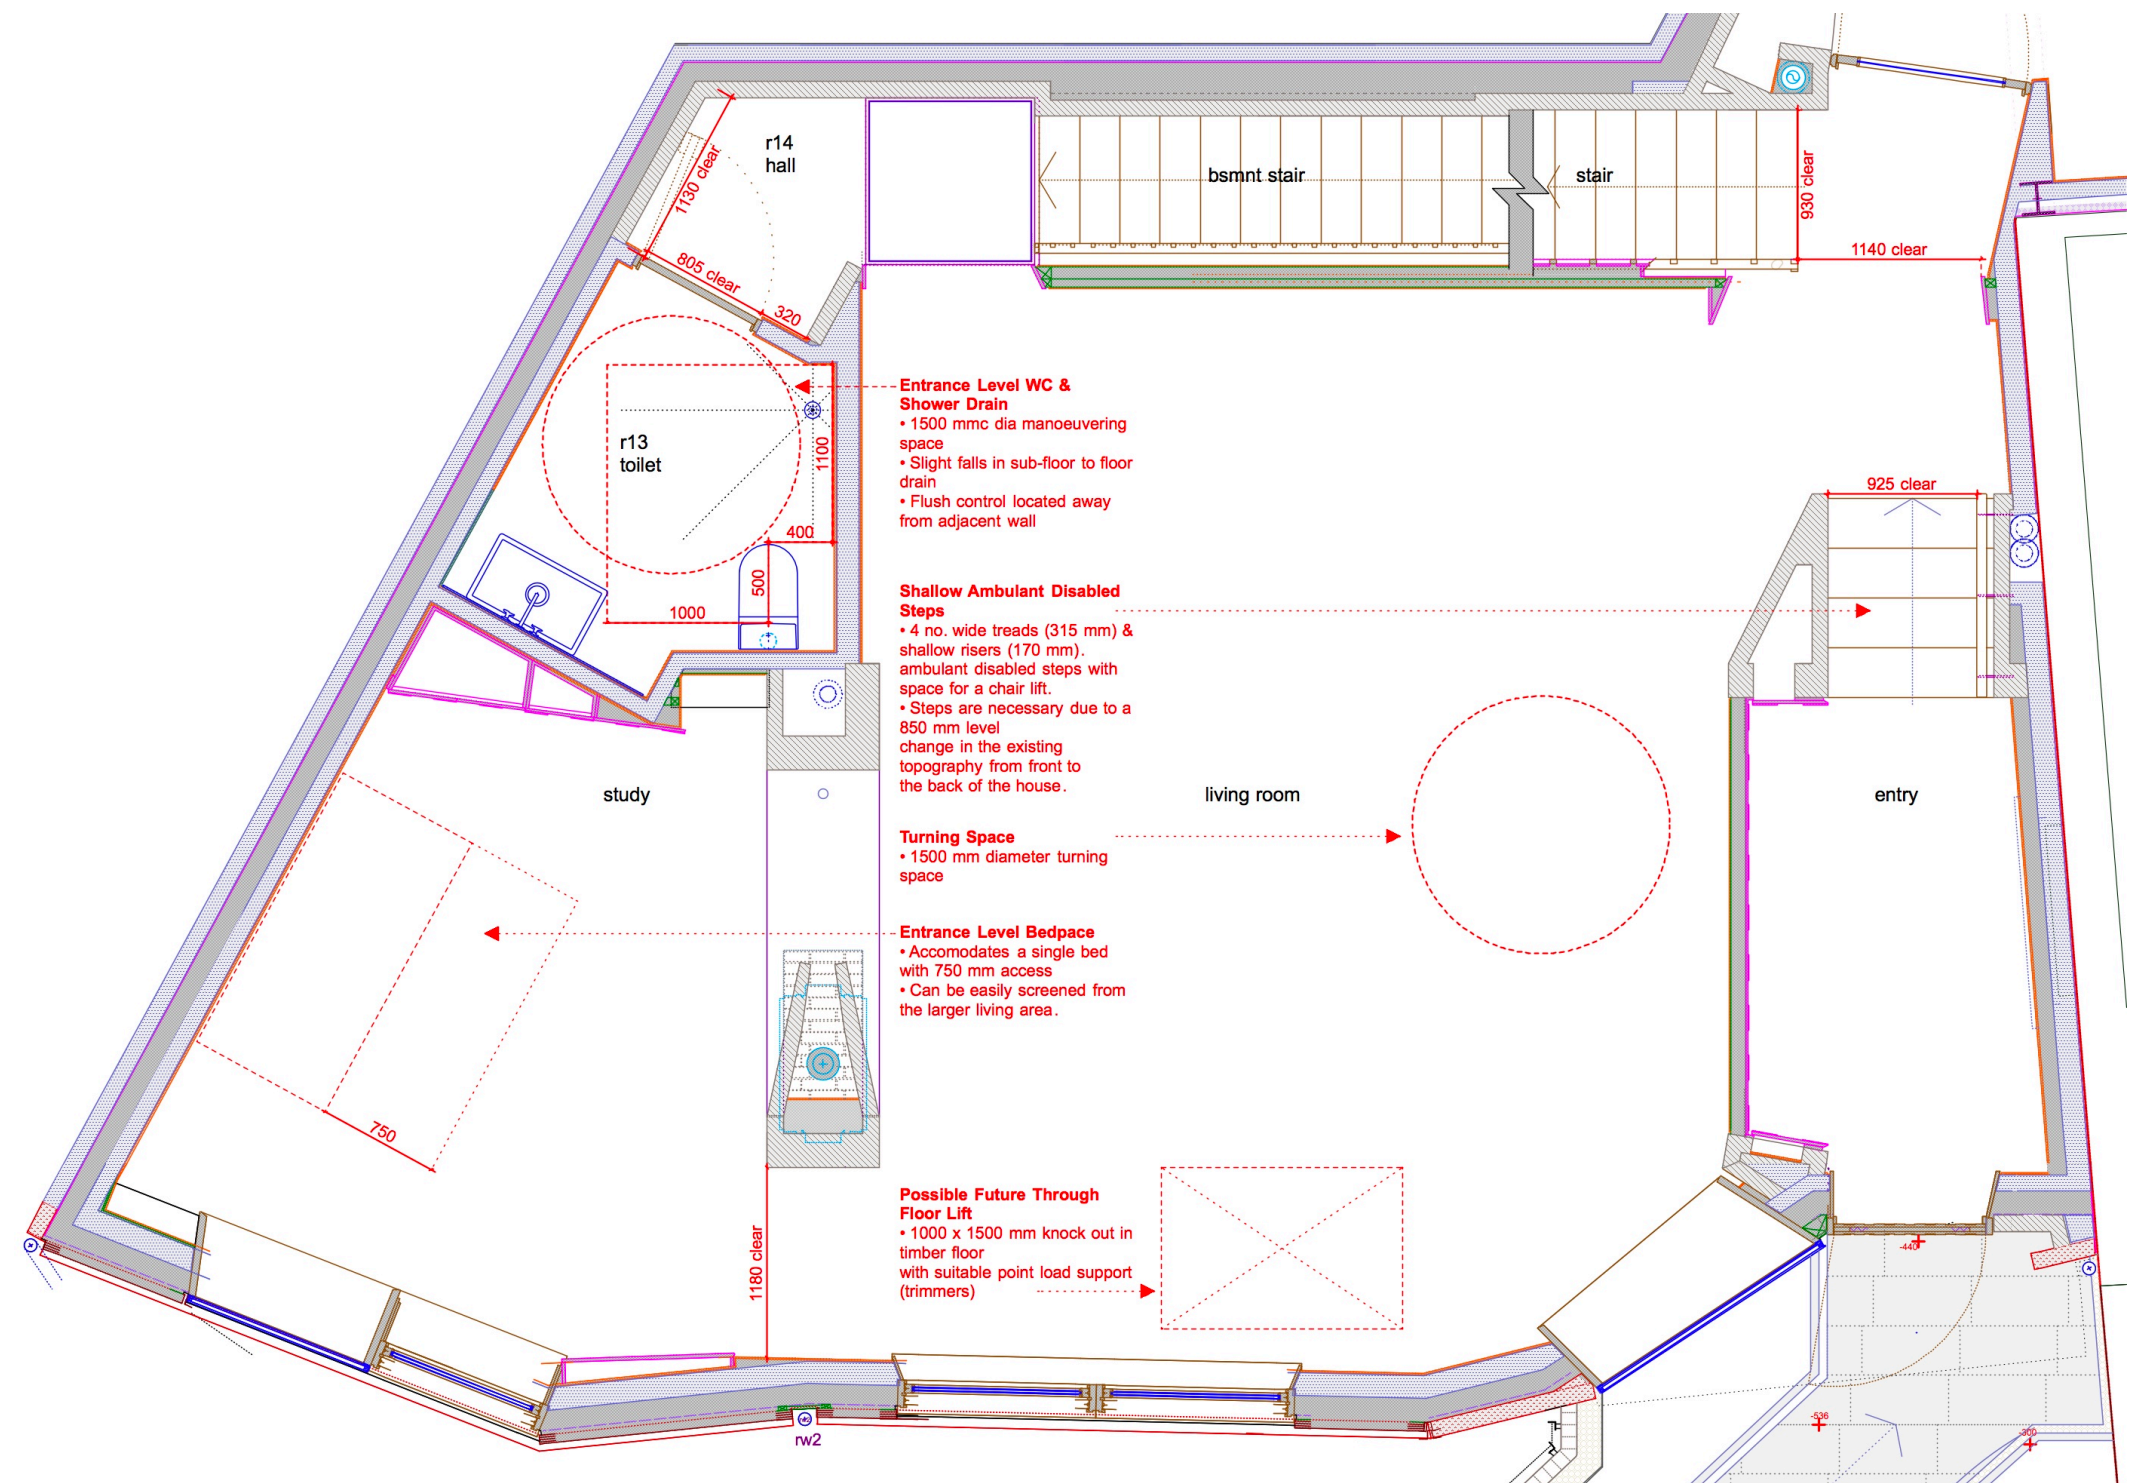 r14
hall
1130 clear
805 clear
320
bsmnt stair
stair
930 clear
1140 clear
r13
toilet
1100
400
500
1000
Entrance Level WC &
Shower Drain
• 1500 mmc dia manoeuvering
space
• Slight falls in sub-floor to floor
drain
• Flush control located away
from adjacent wall
925 clear
Shallow Ambulant Disabled
Steps
• 4 no. wide treads (315 mm) &
shallow risers (170 mm).
ambulant disabled steps with
space for a chair lift.
• Steps are necessary due to a
850 mm level
change in the existing
topography from front to
the back of the house.
study
living room
entry
Turning Space
• 1500 mm diameter turning
space
Entrance Level Bedpace
• Accomodates a single bed
with 750 mm access
• Can be easily screened from
the larger living area.
750
1180 clear
Possible Future Through
Floor Lift
• 1000 x 1500 mm knock out in
timber floor
with suitable point load support
(trimmers)
-440
-536
-300
rw2